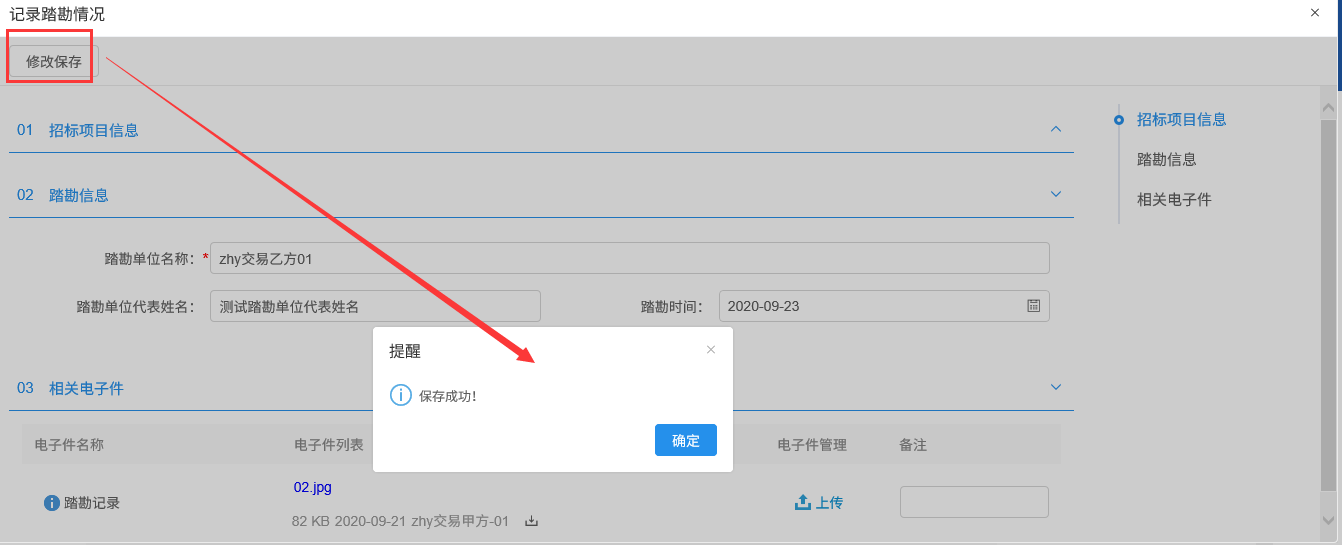 记录踏勘情况
修改保存
01 招标项目信息
招标项目信息
踏勘信息
02 踏勘信息
相关电子件
踏勘单位名称：* zhy交易乙方01
踏勘单位代表姓名： 测试踏勘单位代表姓名 踏勘时间： 2020-09-23
提醒
保存成功!
确定
03 相关电子件
电子件名称 电子件列表 电子件管理 备注
踏勘记录 02.jpg 上传
82 KB 2020-09-21 zhy交易甲方-01